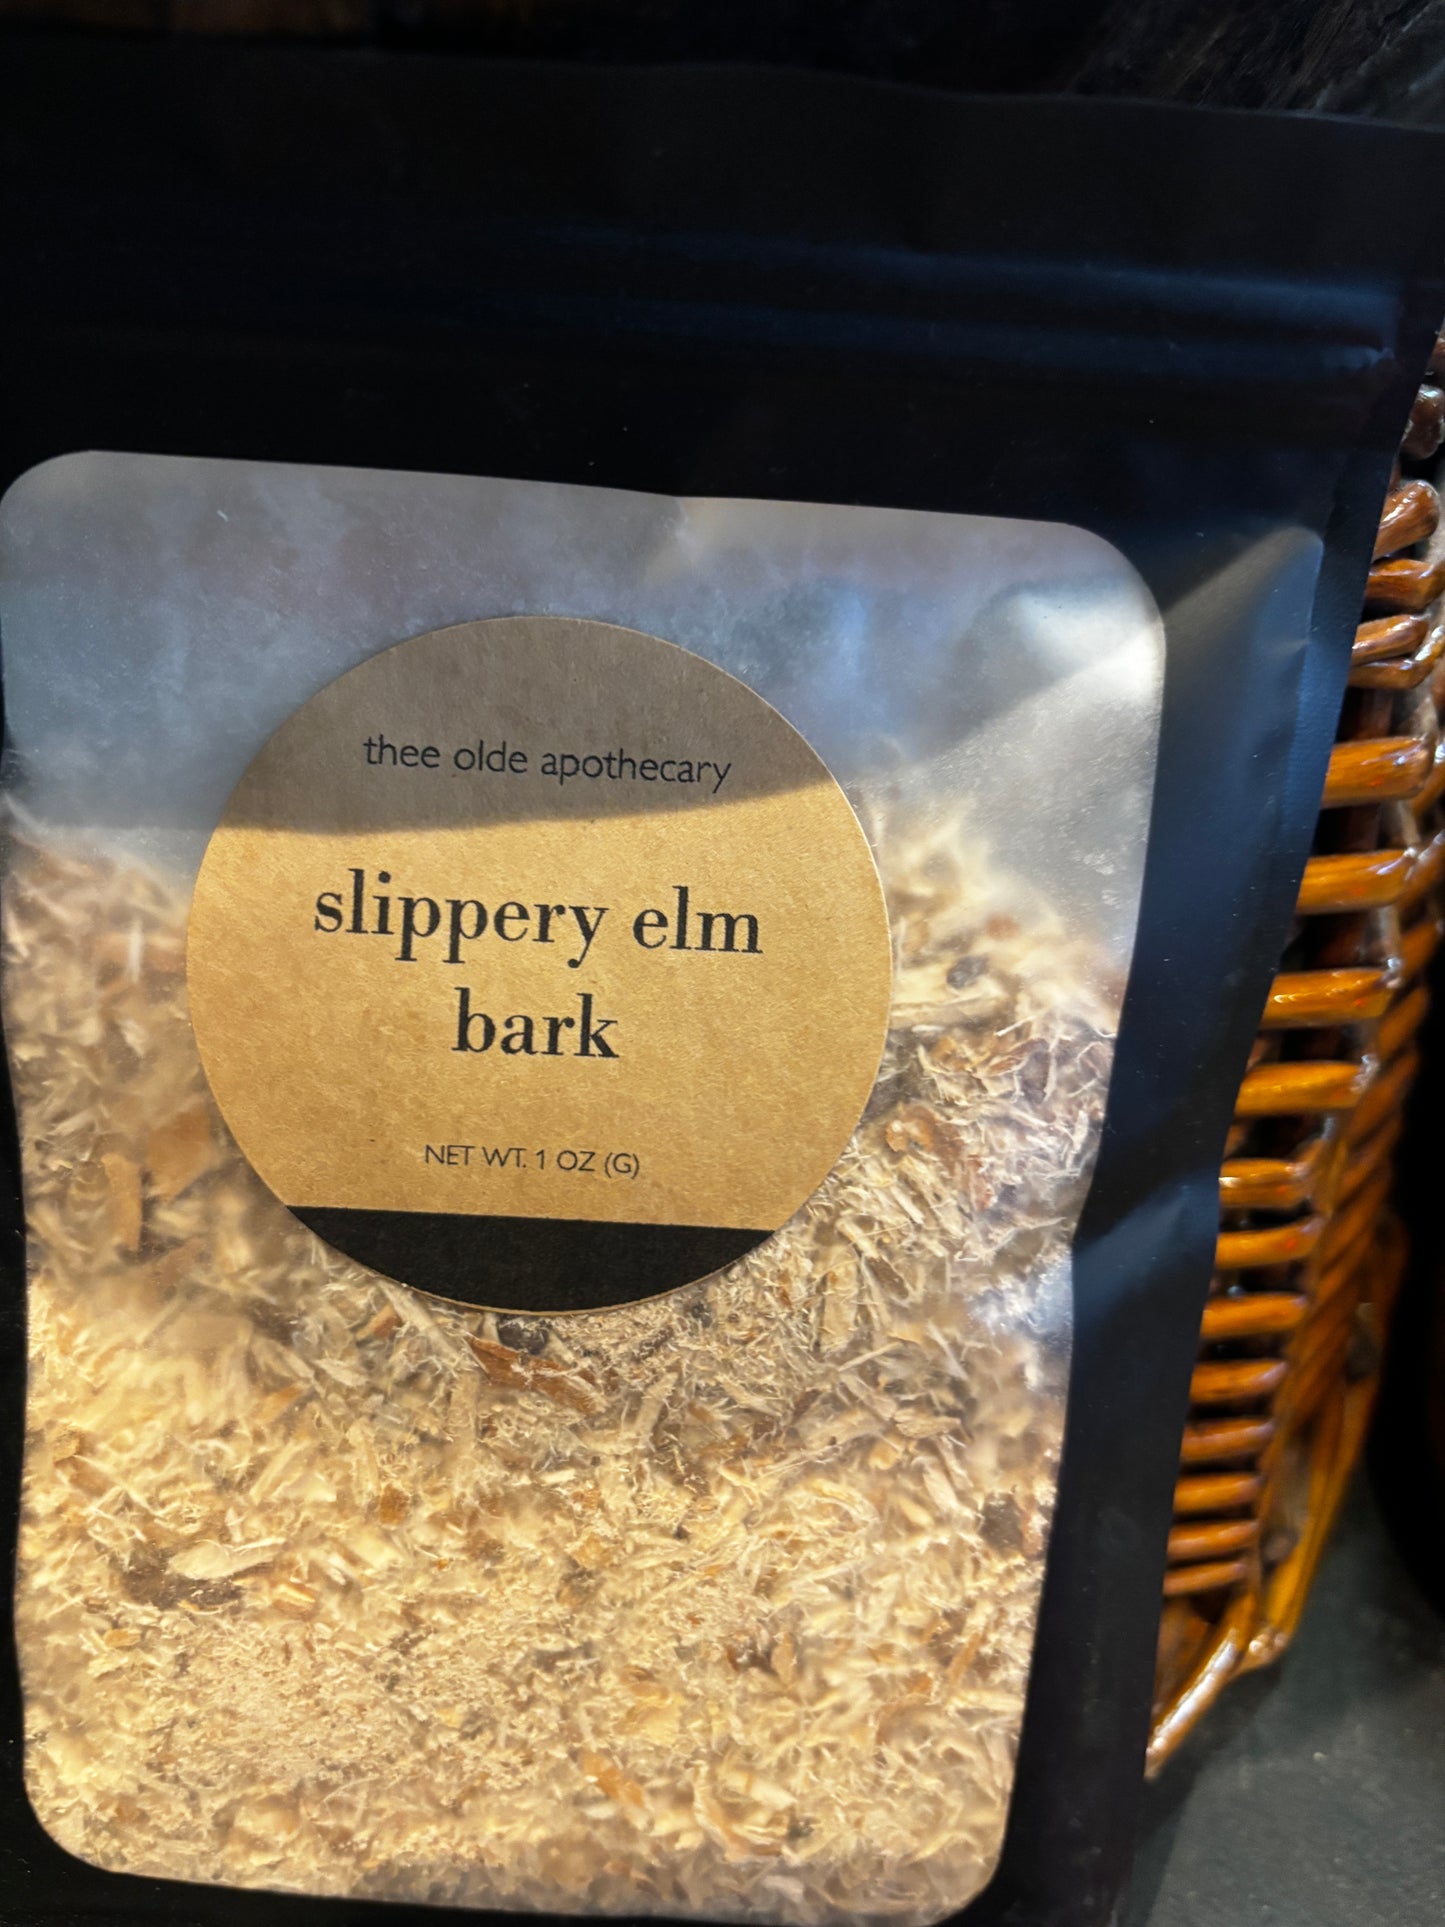 thee olde apothecary
slippery elm
bark
NET WT. 1 OZ (G)